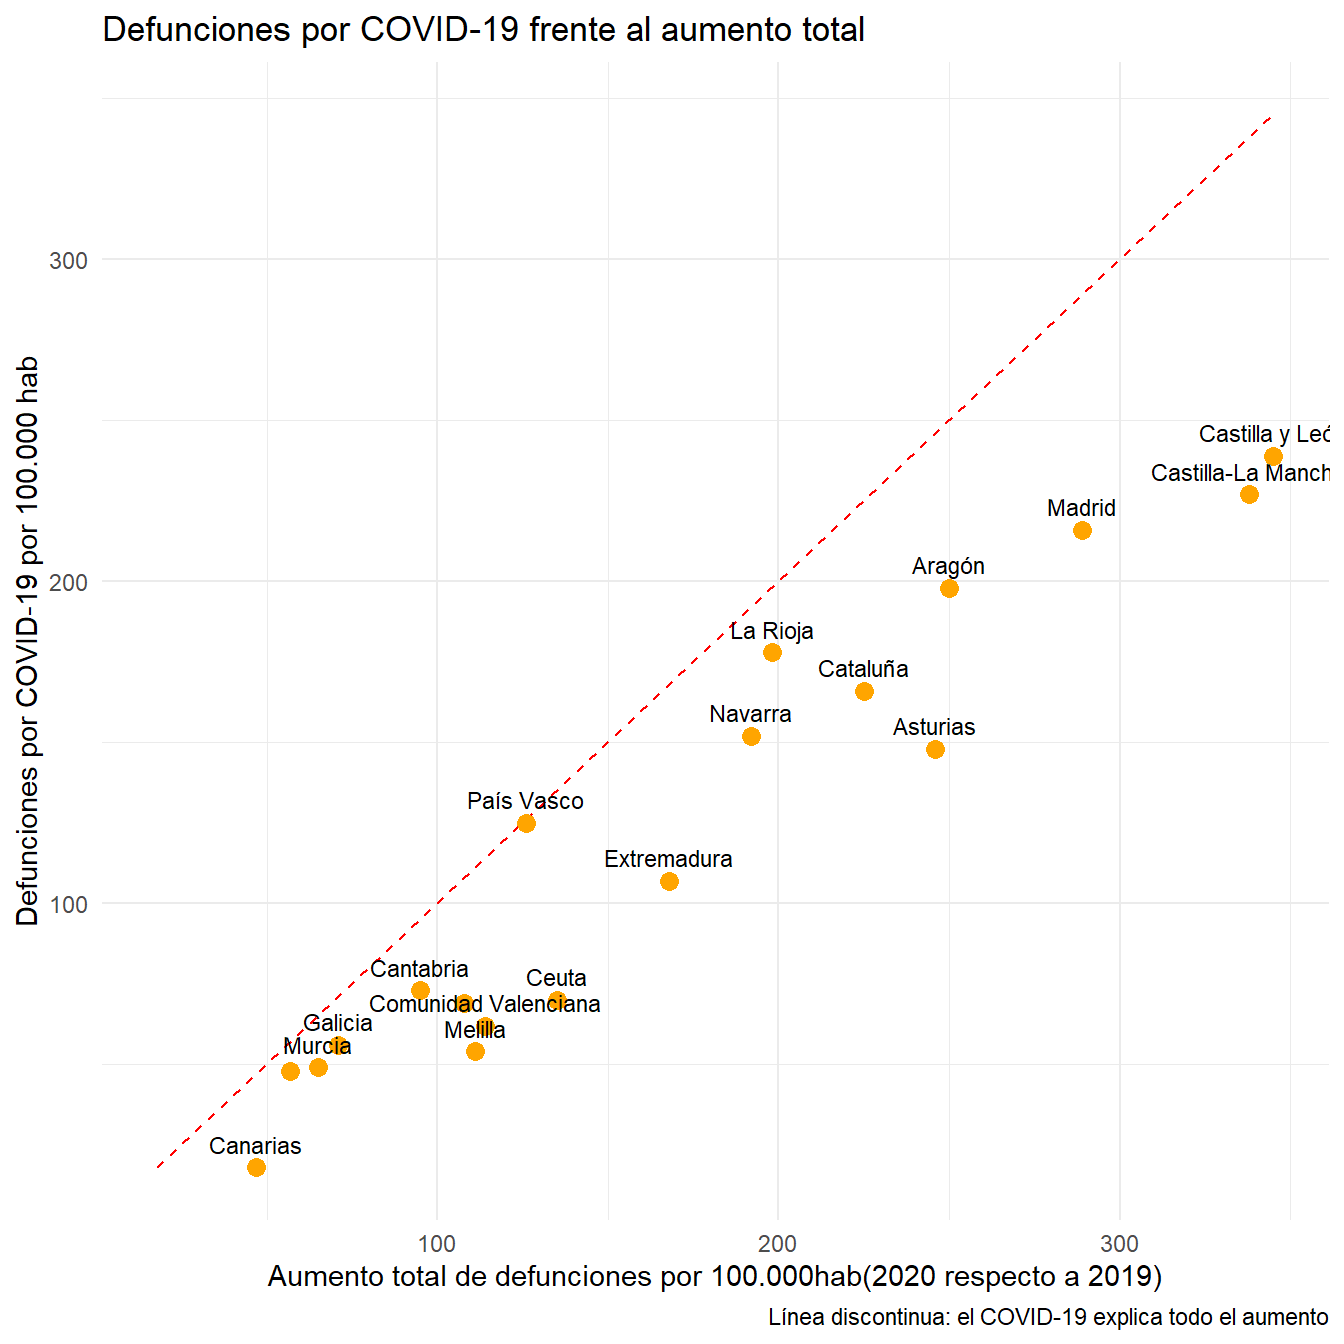 Defunciones por COVID-19 frente al aumento total
Defunciones por COVID-19 por 100.000 hab
300
200
100
Castilla y Leó
Castilla-La Manch
Madrid
Aragón
La Rioja
Cataluña
Navarra
Asturias
País Vasco
Extremadura
Cantabria
Ceuta
Comunidad Valenciana
Galicia
Melilla
Murcia
Canarias
100
200
300
Aumento total de defunciones por 100.000hab(2020 respecto a 2019)
Línea discontinua: el COVID-19 explica todo el aumento